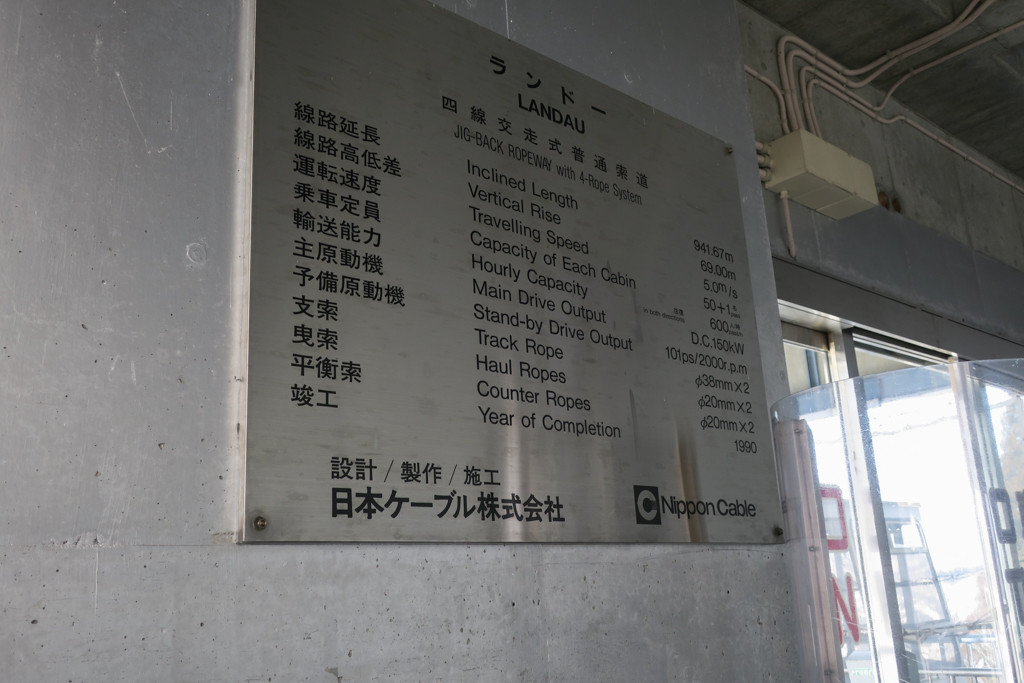 ランドー
LANDAU
四線交走式普通索道
JIG-BACK ROPEWAY with 4-Rope System
線路延長 Inclined Length 941.67m
線路高低差 Vertical Rise 69.00m
運転速度 Travelling Speed 5.0m/s
乗車定員 Capacity of Each Cabin 50+1
輸送能力 Hourly Capacity in both directions 600
主原動機 Main Drive Output D.C.150kW
予備原動機 Stand-by Drive Output 101ps/2000r.p.m
支索 Track Rope φ38mm×2
曳索 Haul Ropes φ20mm×2
平衡索 Counter Ropes φ20mm×2
竣工 Year of Completion 1990
設計/製作/施工
日本ケーブル株式会社
Nippon Cable